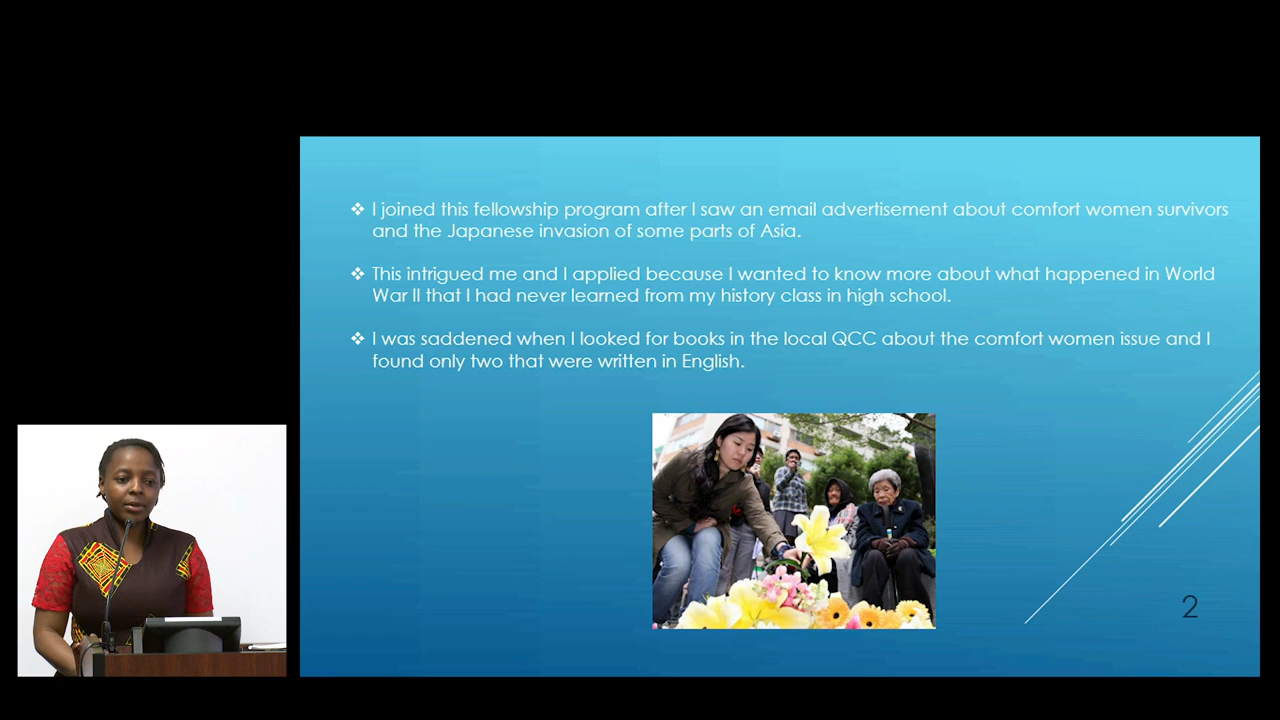 ❖ I joined this fellowship program after I saw an email advertisement about comfort women survivors
and the Japanese invasion of some parts of Asia.
❖ This intrigued me and I applied because I wanted to know more about what happened in World
War II that I had never learned from my history class in high school.
❖ I was saddened when I looked for books in the local QCC about the comfort women issue and I
found only two that were written in English.
2